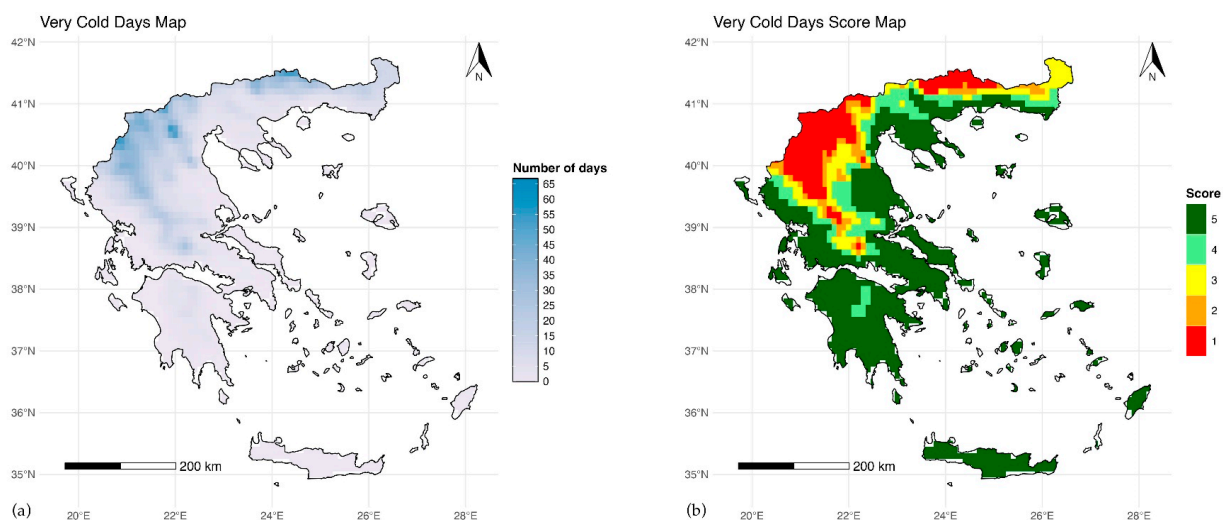 Very Cold Days Map
42°N
41°N
40°N
39°N
38°N
37°N
36°N
35°N
20°E
22°E
24°E
26°E
28°E
N
200 km
Number of days
65
60
55
50
45
40
35
30
25
20
15
10
5
0
(a)
Very Cold Days Score Map
42°N
41°N
40°N
39°N
38°N
37°N
36°N
35°N
20°E
22°E
24°E
26°E
28°E
N
200 km
Score
5
4
3
2
1
(b)